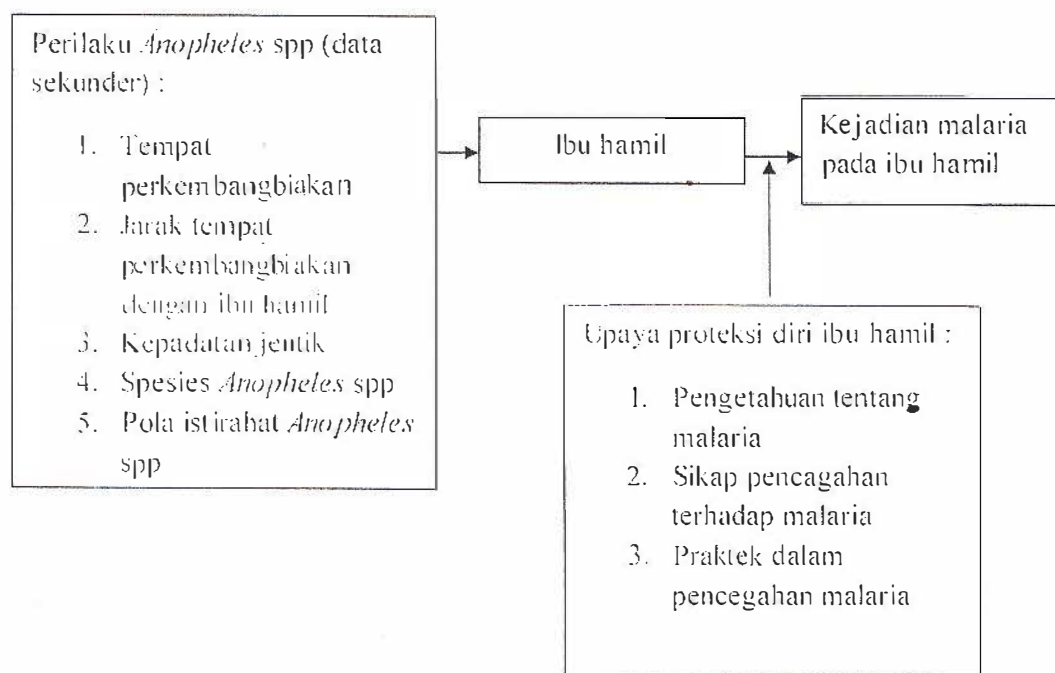 Perilaku Anopheles spp (data
sekunder) :
1. Tempat
perkembangbiakan
2. Jarak tempat
perkembangbiakan
dengan ibu hamil
3. Kepadatan jentik
4. Spesies Anopheles spp
5. Pola istirahat Anopheles
spp
Ibu hamil
Kejadian malaria
pada ibu hamil
Upaya proteksi diri ibu hamil :
1. Pengetahuan tentang
malaria
2. Sikap pencagahan
terhadap malaria
3. Praktek dalam
pencegahan malaria